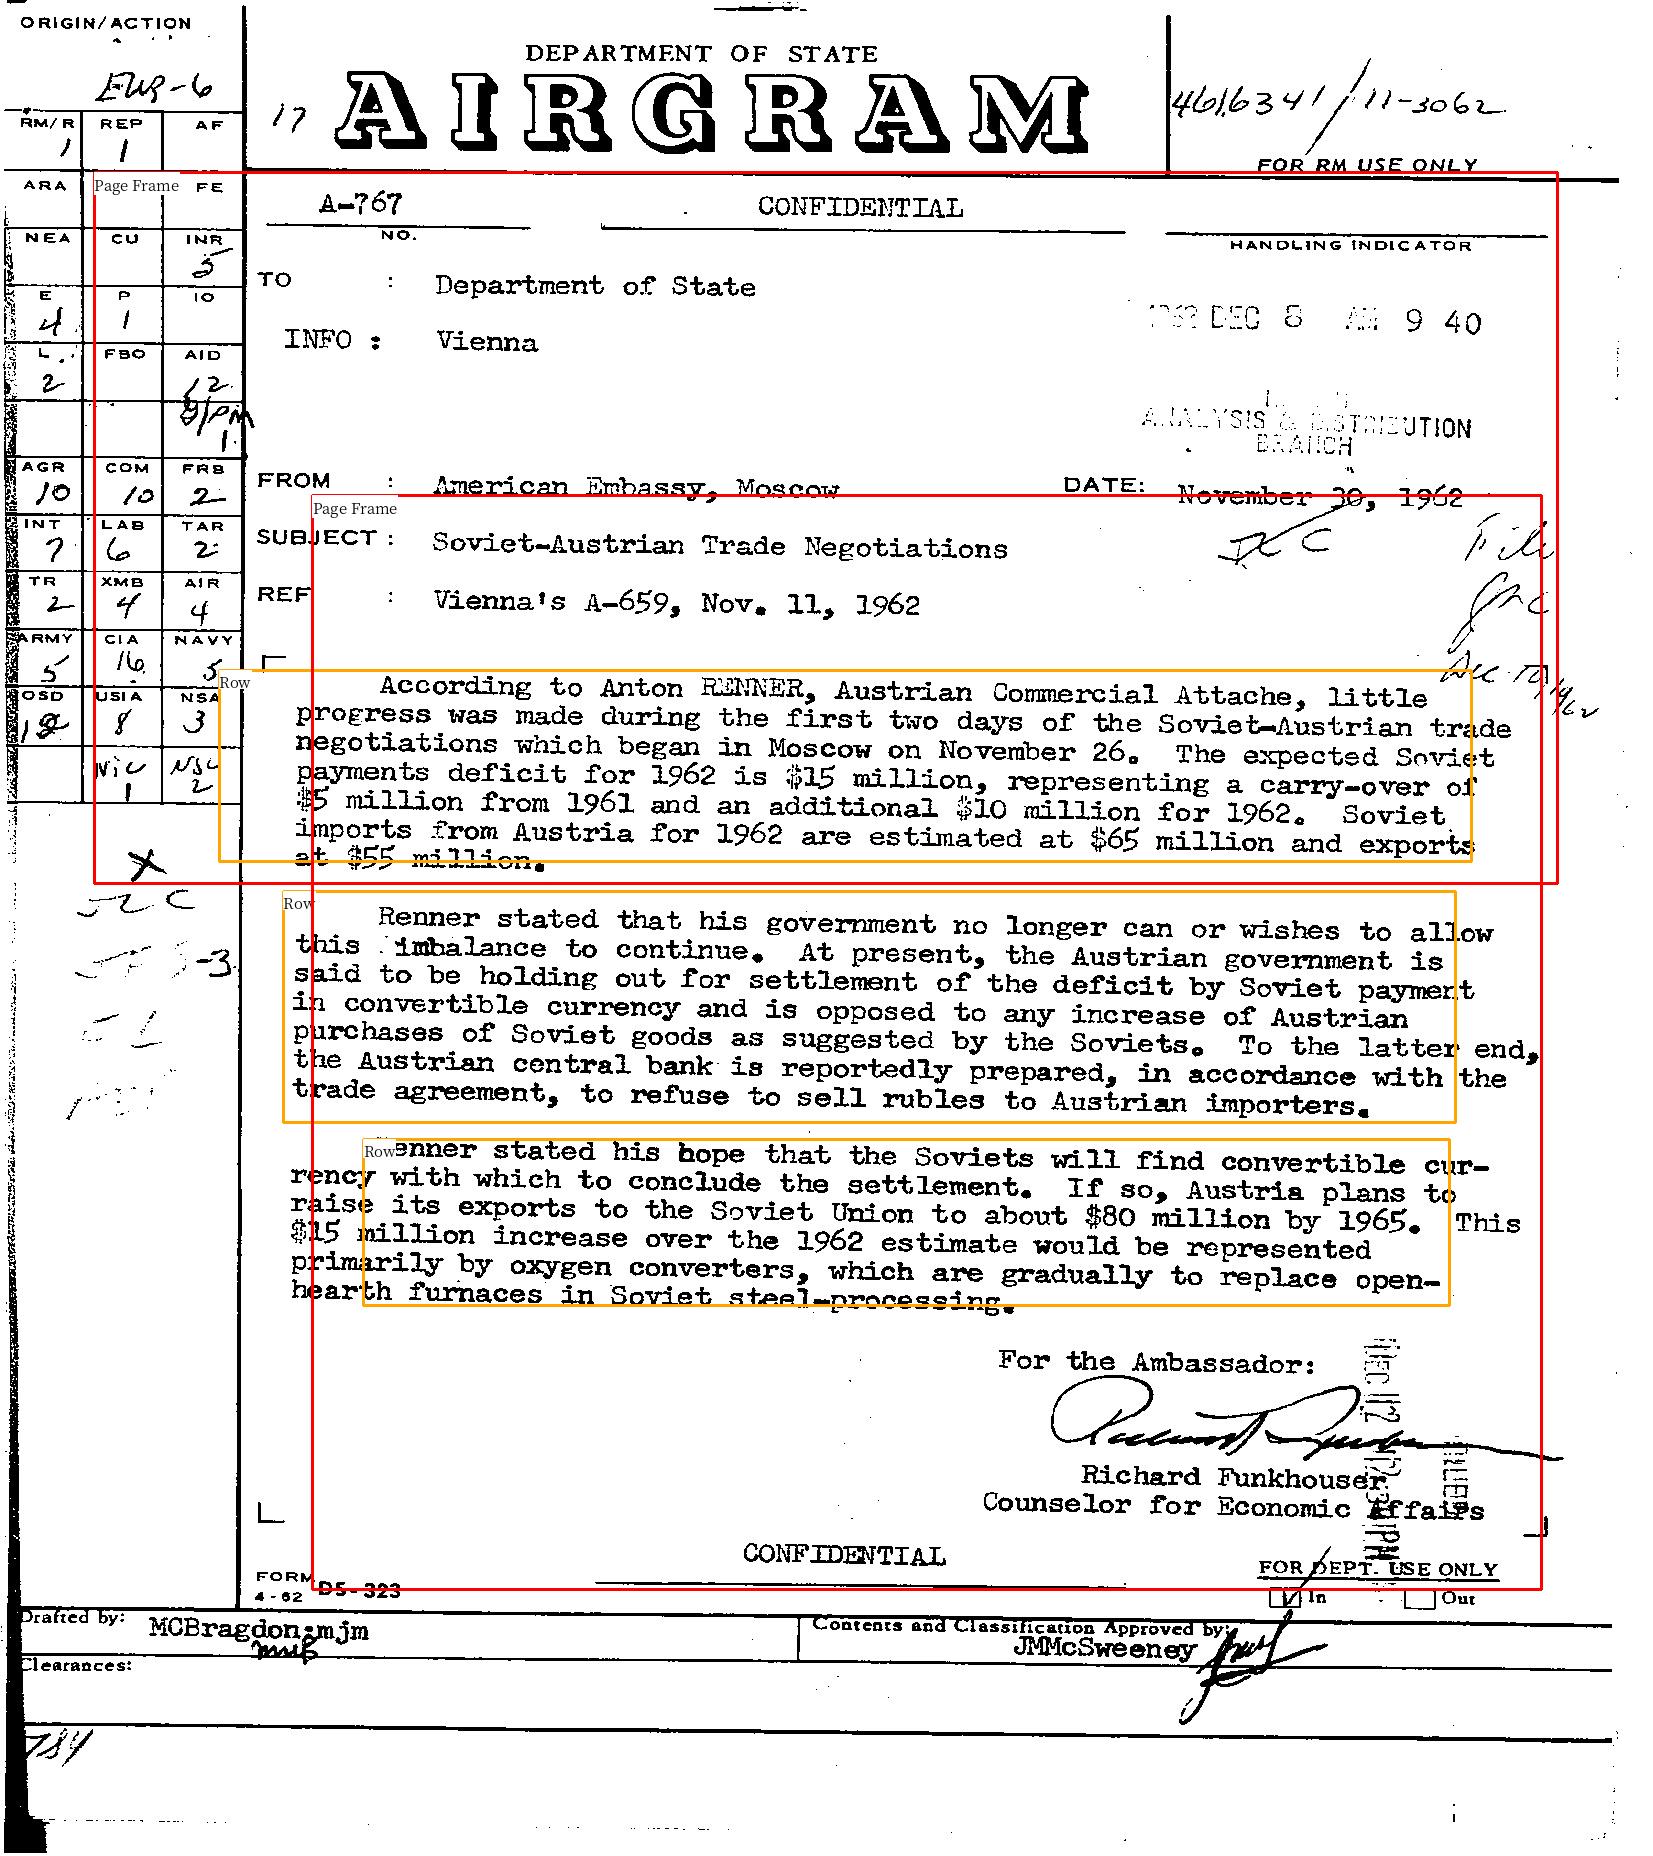 ORIGIN/ACTION
EUR-6
DEPARTMENT OF STATE
AIRGRAM
17
461.6341/11-3062
FOR RM USE ONLY
RM/R REP AF
1 1
ARA Page Frame FE
NEA CU INR
5
E P IO
4 1
L FBO AID
2 12
S/PM
1
AGR COM FRB
10 10 2
INT LAB TAR
7 6 2
TR XMB AIR
2 4 4
ARMY CIA NAVY
5 16 5
OSD USIA NSA
8 3
NIC NSC
1 2
X
A-767
NO.
CONFIDENTIAL
HANDLING INDICATOR
TO : Department of State
1962 DEC 8 AM 9 40
INFO : Vienna
ANALYSIS & DISTRIBUTION
BRANCH
FROM : American Embassy, Moscow
DATE: November 30, 1962
Page Frame
SUBJECT : Soviet-Austrian Trade Negotiations
File
REF : Vienna's A-659, Nov. 11, 1962
Row
According to Anton RENNER, Austrian Commercial Attache, little
progress was made during the first two days of the Soviet-Austrian trade
negotiations which began in Moscow on November 26. The expected Soviet
payments deficit for 1962 is $15 million, representing a carry-over of
$5 million from 1961 and an additional $10 million for 1962. Soviet
imports from Austria for 1962 are estimated at $65 million and exports
at $55 million.
Row
Renner stated that his government no longer can or wishes to allow
this imbalance to continue. At present, the Austrian government is
said to be holding out for settlement of the deficit by Soviet payment
in convertible currency and is opposed to any increase of Austrian
purchases of Soviet goods as suggested by the Soviets. To the latter end,
the Austrian central bank is reportedly prepared, in accordance with the
trade agreement, to refuse to sell rubles to Austrian importers.
Row
Renner stated his hope that the Soviets will find convertible cur-
rency with which to conclude the settlement. If so, Austria plans to
raise its exports to the Soviet Union to about $80 million by 1965. This
$15 million increase over the 1962 estimate would be represented
primarily by oxygen converters, which are gradually to replace open-
hearth furnaces in Soviet steel-processing.
For the Ambassador:
Richard Funkhouser
Counselor for Economic Affairs
CONFIDENTIAL
FORM
4-62 DS-323
FOR DEPT. USE ONLY
In Out
Drafted by: MCBragdon:mjm
Contents and Classification Approved by:
JMMcSweeney
Clearances:
784